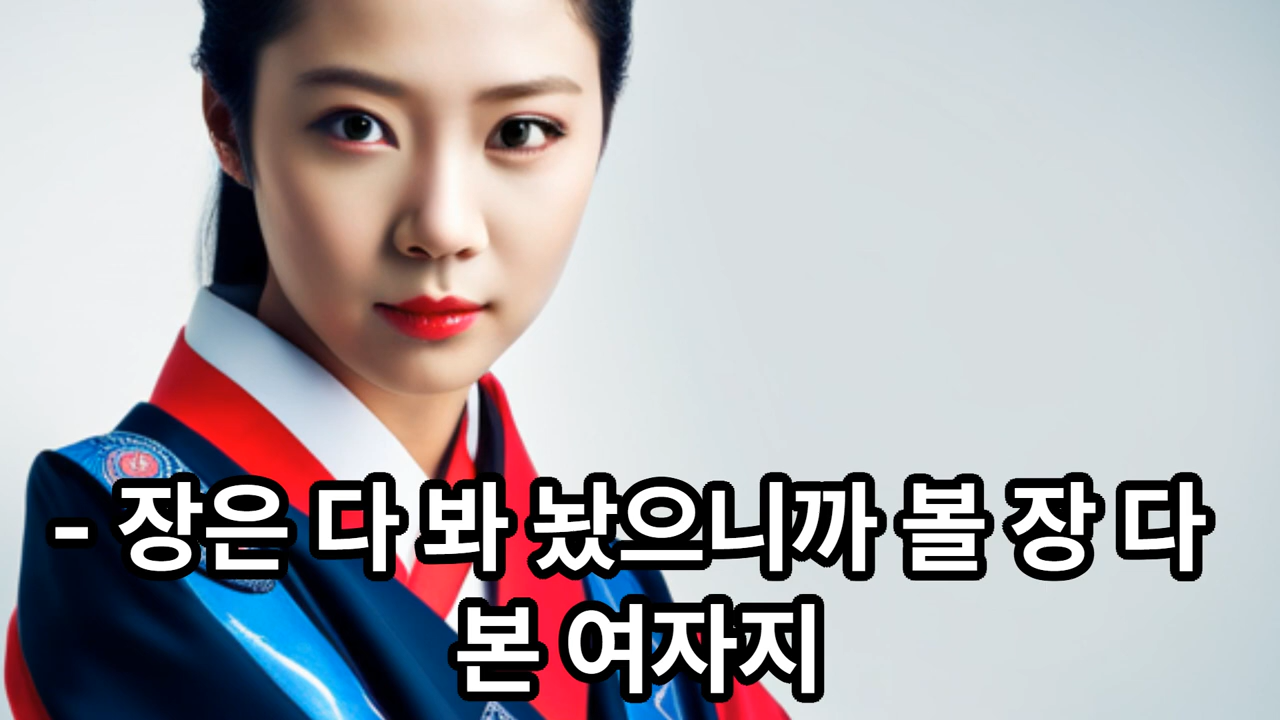 - 장은 다 봐 놨으니까 볼 장 다
본 여자지